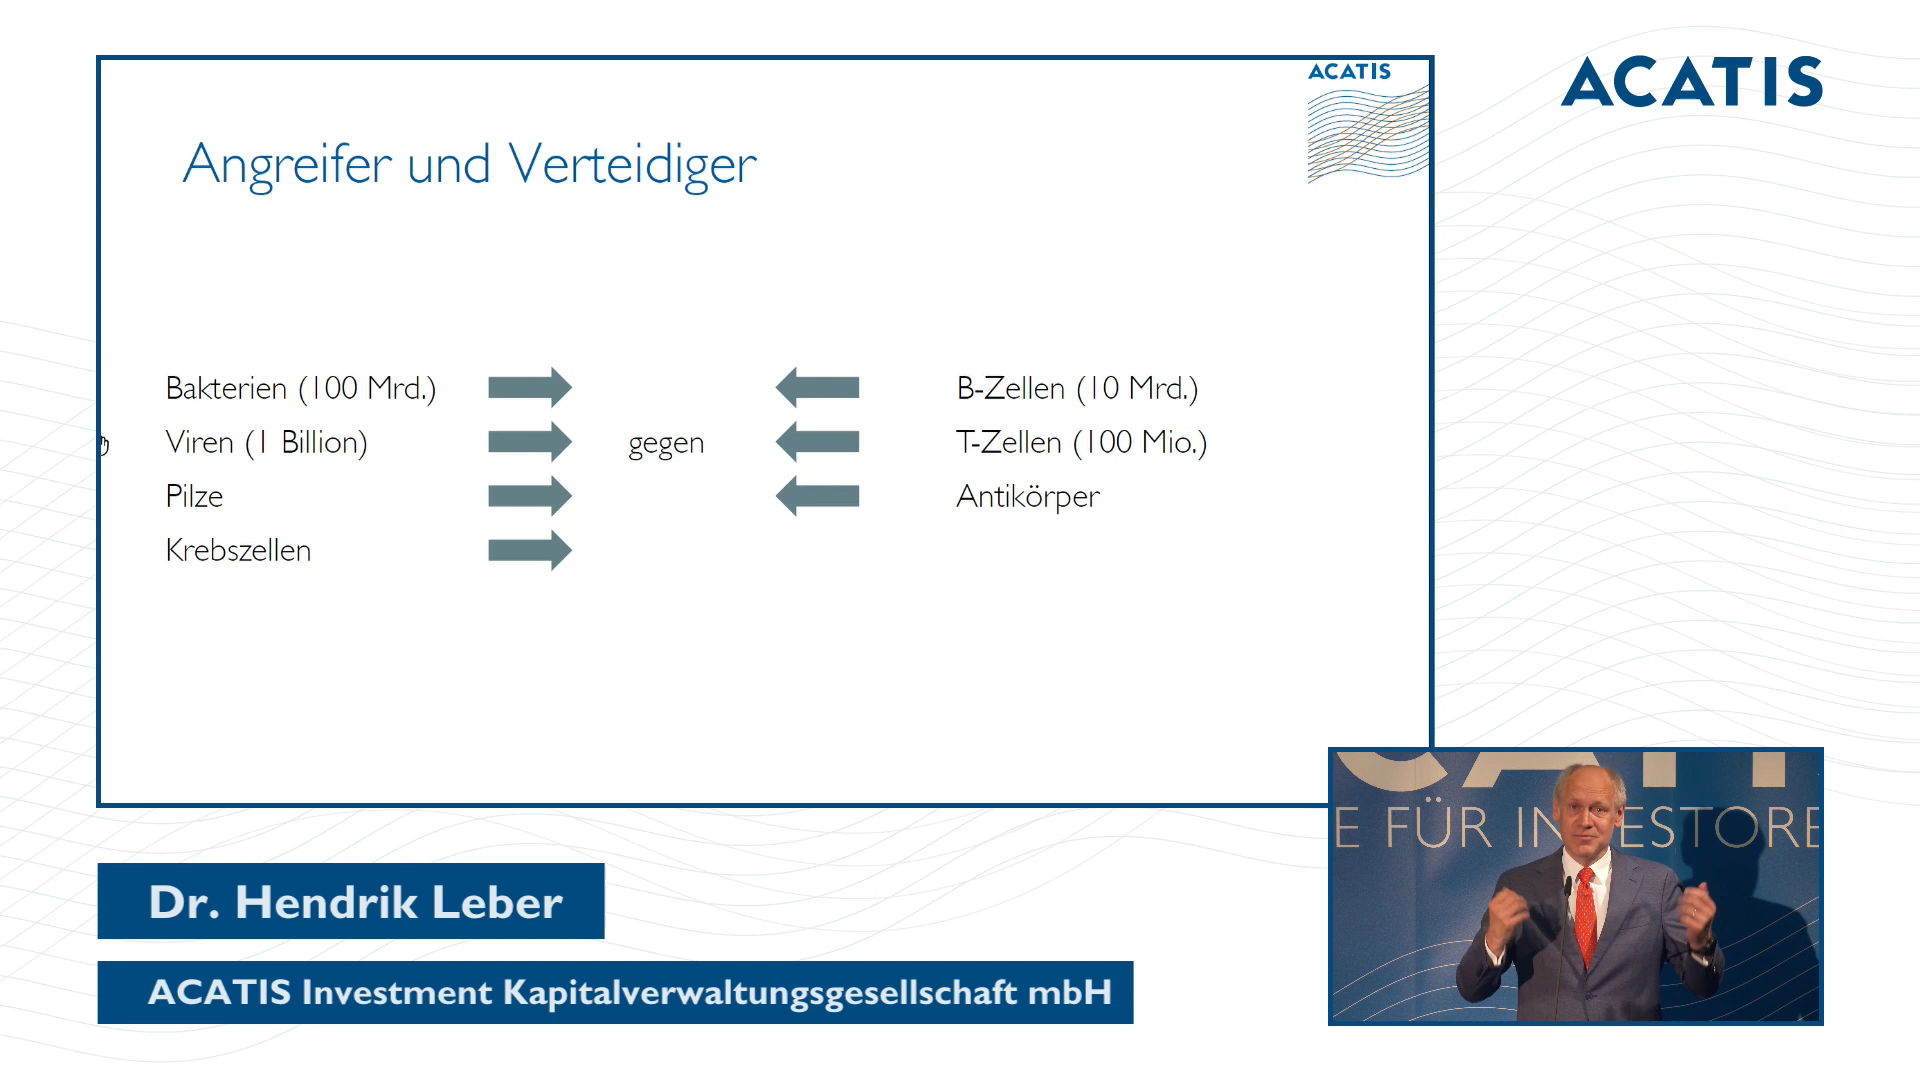 ACATIS
ACATIS
Angreifer und Verteidiger
Bakterien (100 Mrd.)
B-Zellen (10 Mrd.)
Viren (1 Billion)
gegen
T-Zellen (100 Mio.)
Pilze
Antikörper
Krebszellen
E FÜR IN ESTORE
Dr. Hendrik Leber
ACATIS Investment Kapitalverwaltungsgesellschaft mbH